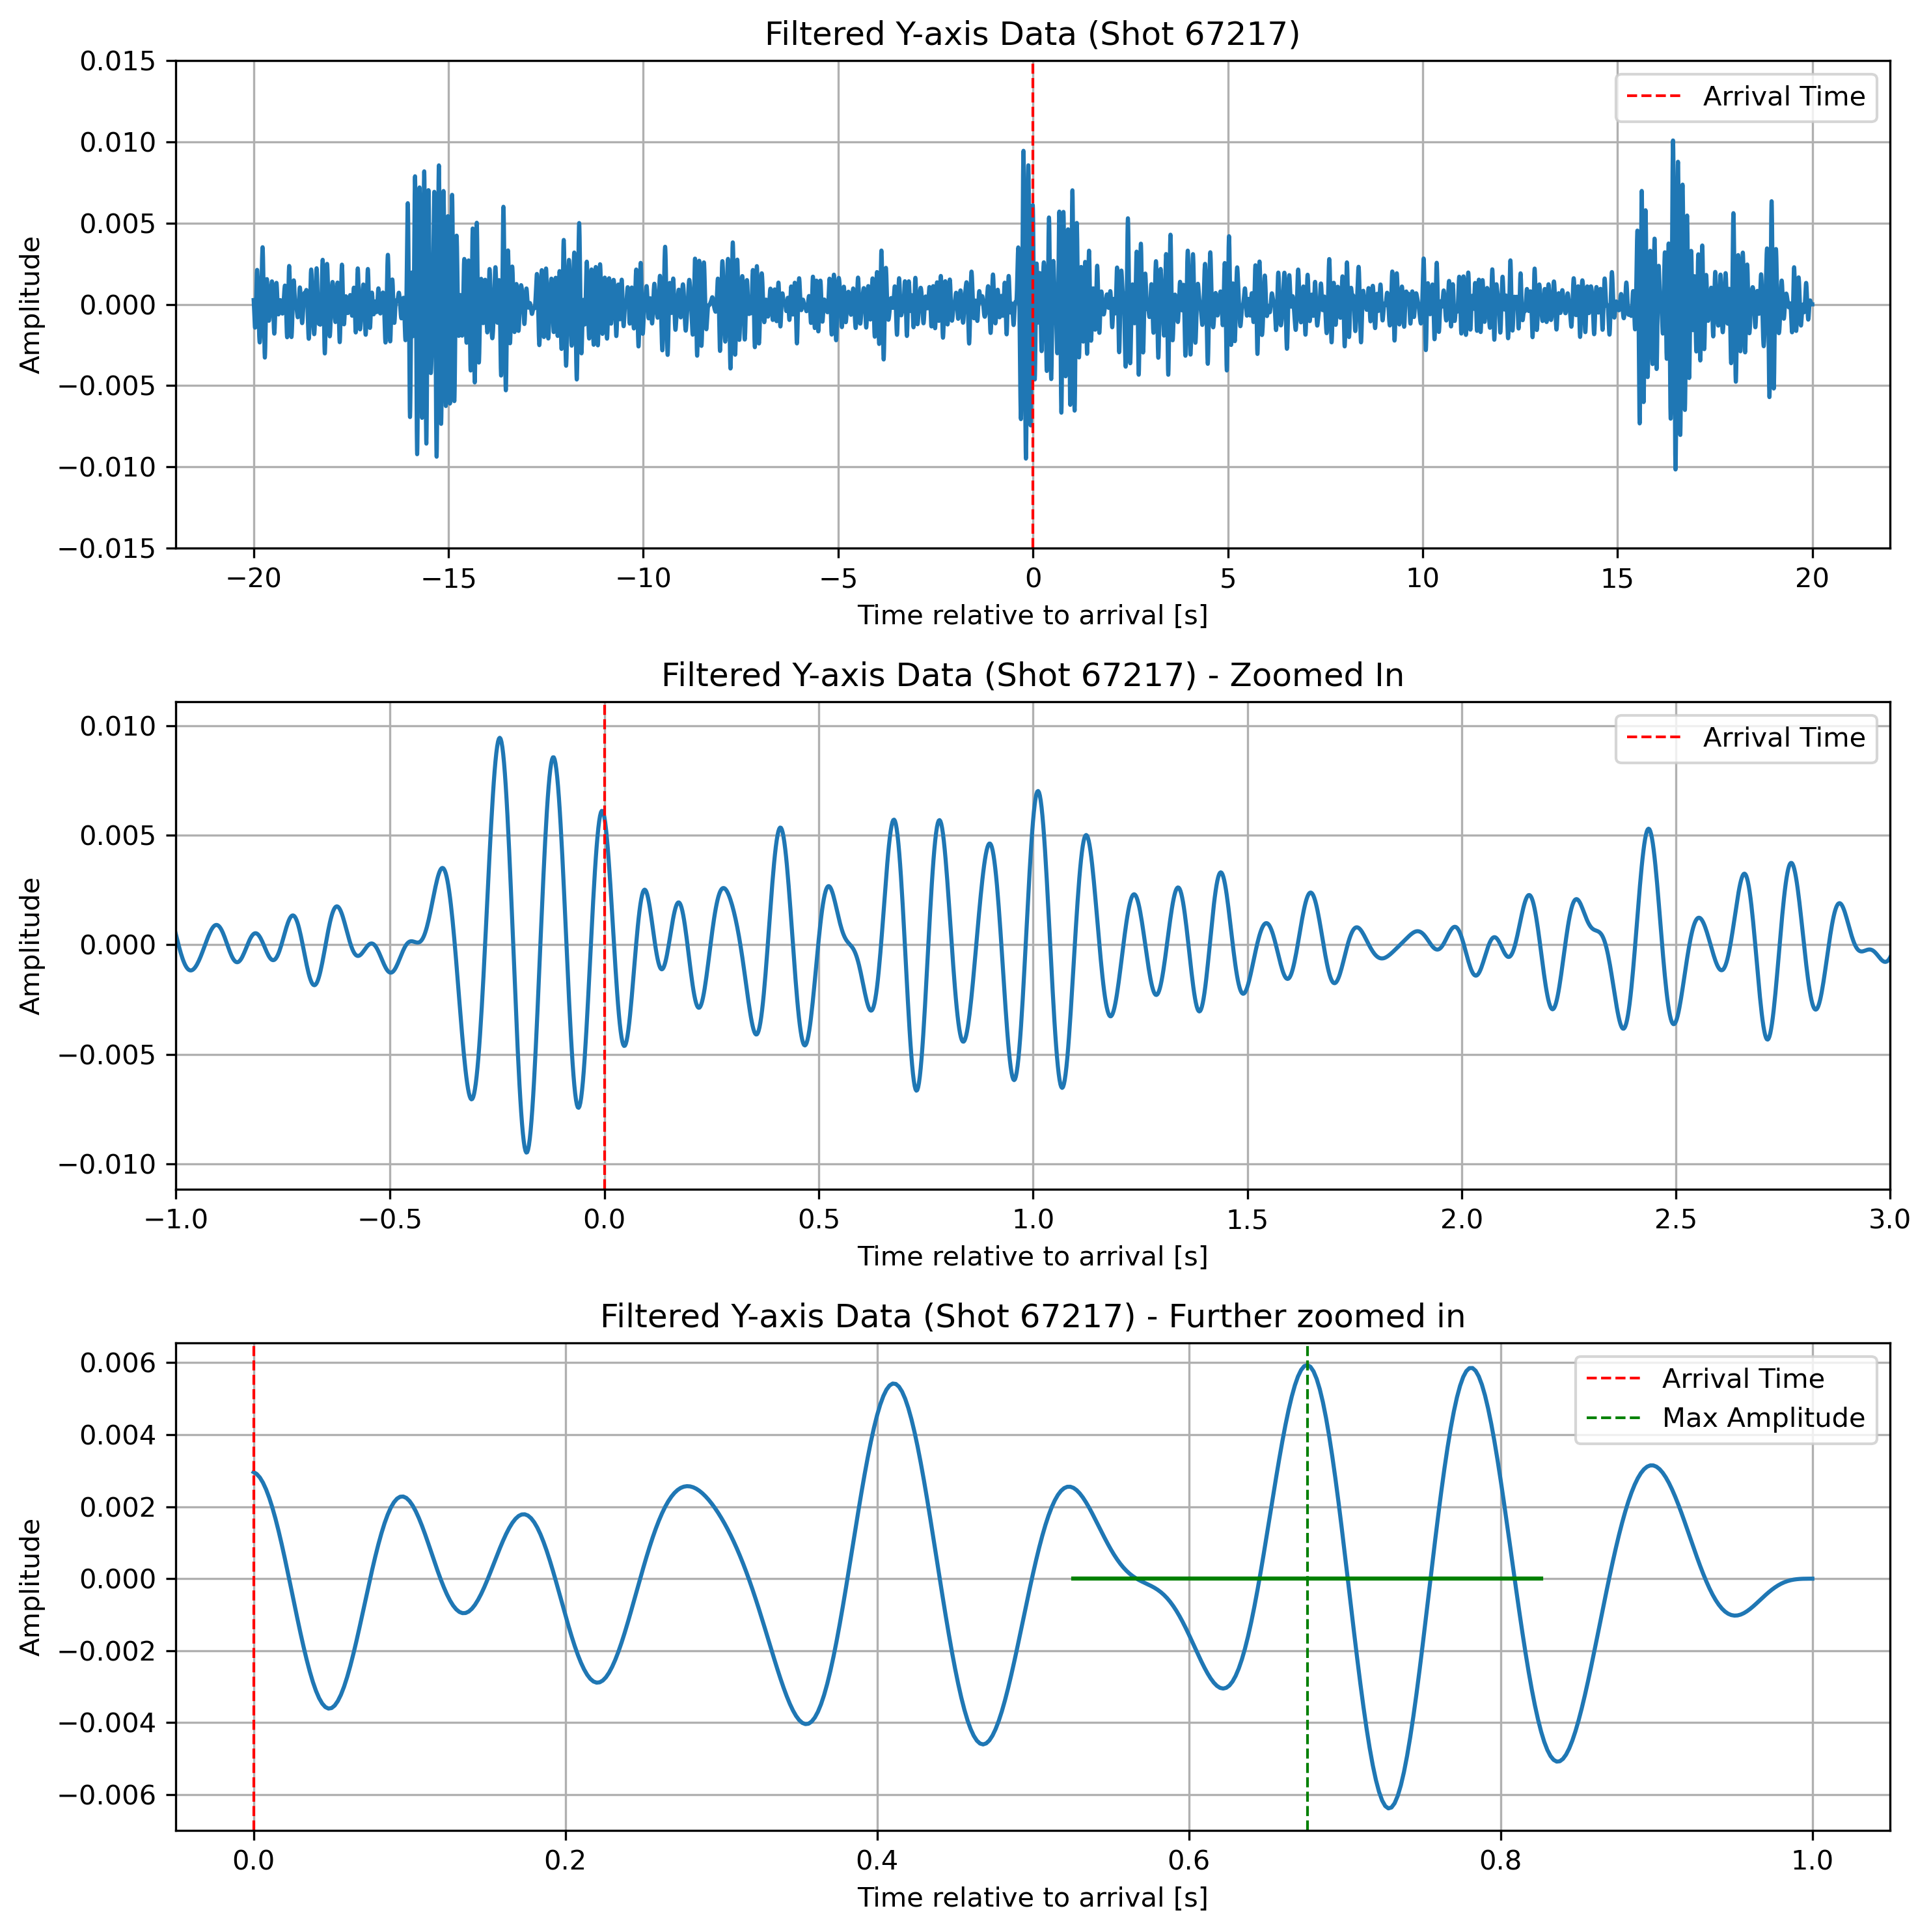 Filtered Y-axis Data (Shot 67217)
0.015
0.010
0.005
0.000
−0.005
−0.010
−0.015
Amplitude
Arrival Time
−20 −15 −10 −5 0 5 10 15 20
Time relative to arrival [s]
Filtered Y-axis Data (Shot 67217) - Zoomed In
0.010
0.005
0.000
−0.005
−0.010
Amplitude
Arrival Time
−1.0 −0.5 0.0 0.5 1.0 1.5 2.0 2.5 3.0
Time relative to arrival [s]
Filtered Y-axis Data (Shot 67217) - Further zoomed in
0.006
0.004
0.002
0.000
−0.002
−0.004
−0.006
Amplitude
Arrival Time
Max Amplitude
0.0 0.2 0.4 0.6 0.8 1.0
Time relative to arrival [s]